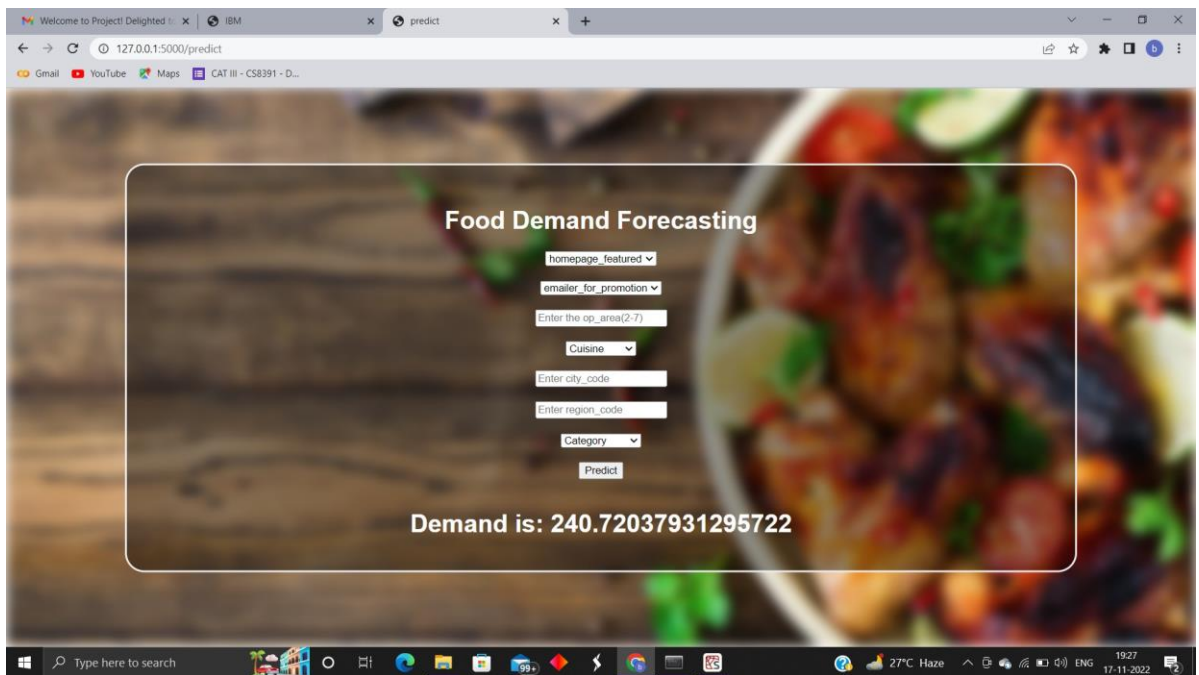 Welcome to Project! Delighted t
IBM
predict
127.0.0.1:5000/predict
b
Gmail
YouTube
Maps
CAT III - CS8391 - D...
Food Demand Forecasting
homepage_featured
emailer_for_promotion
Enter the op_area(2-7)
Cuisine
Enter city_code
Enter region_code
Category
Predict
Demand is: 240.72037931295722
Type here to search
99+
27°C Haze
ENG
19:27
17-11-2022
2